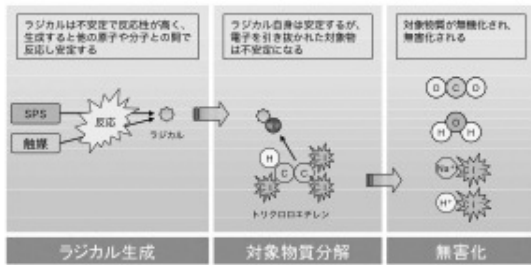 ラジカルは不安定で反応性が高く、
生成すると他の原子や分子との間で
反応し安定する
ラジカル自身は安定するが、
電子を引き抜かれた対象物
は不安定になる
対象物質が無機化され、
無害化される
SPS
触媒
反応
ラジカル
H
C
C
トリクロロエチレン
O
C
O
O
H
H
Na⁺
H⁺
ラジカル生成
対象物質分解
無害化